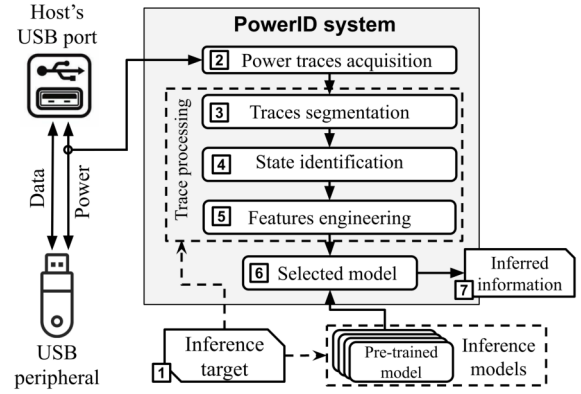 Host's
USB port
PowerID system
2 Power traces acquisition
3 Traces segmentation
4 State identification
5 Features engineering
Trace processing
6 Selected model
7 Inferred
information
Data
Power
USB
peripheral
1 Inference
target
Pre-trained
model
Inference
models